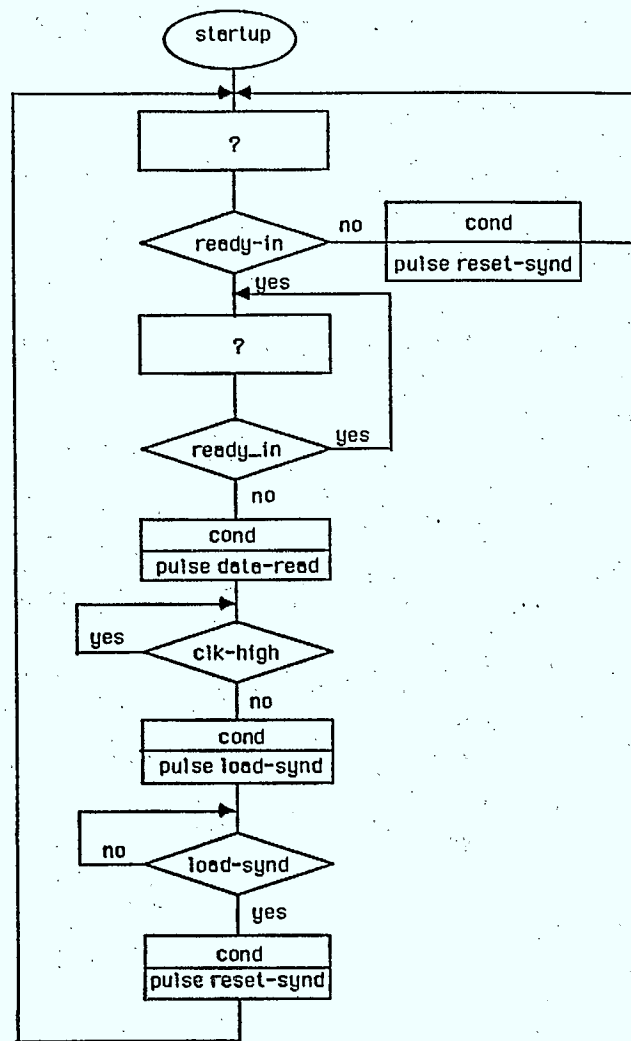 startup
?
ready-in
no
cond
pulse reset-synd
yes
?
ready_in
yes
no
cond
pulse data-read
yes
clk-high
no
cond
pulse load-synd
no
load-synd
yes
cond
pulse reset-synd